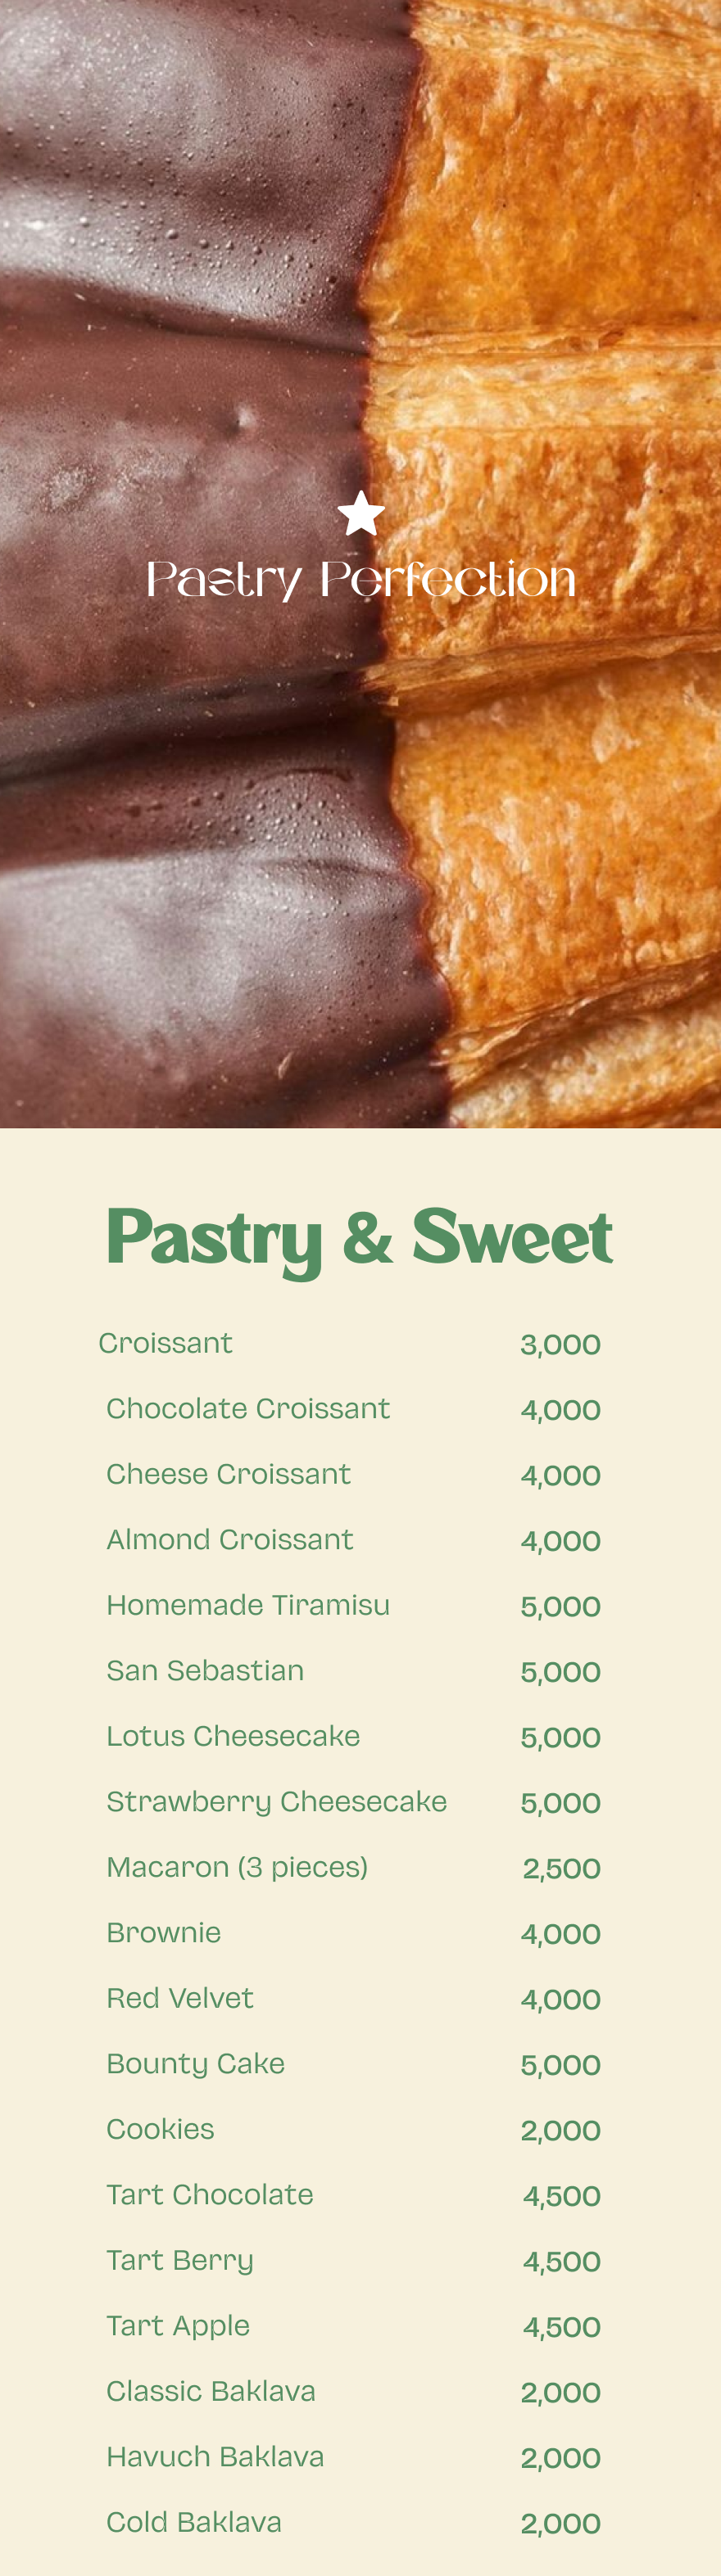 Pastry Perfection
Pastry & Sweet
Croissant 3,000
Chocolate Croissant 4,000
Cheese Croissant 4,000
Almond Croissant 4,000
Homemade Tiramisu 5,000
San Sebastian 5,000
Lotus Cheesecake 5,000
Strawberry Cheesecake 5,000
Macaron (3 pieces) 2,500
Brownie 4,000
Red Velvet 4,000
Bounty Cake 5,000
Cookies 2,000
Tart Chocolate 4,500
Tart Berry 4,500
Tart Apple 4,500
Classic Baklava 2,000
Havuch Baklava 2,000
Cold Baklava 2,000